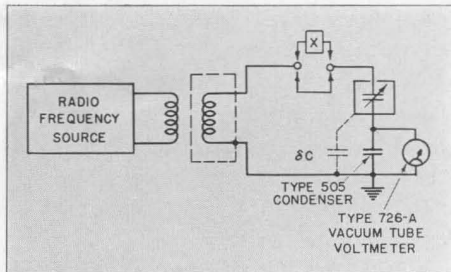 X
RADIO
FREQUENCY
SOURCE
δC
TYPE 505
CONDENSER
TYPE 726-A
VACUUM TUBE
VOLTMETER